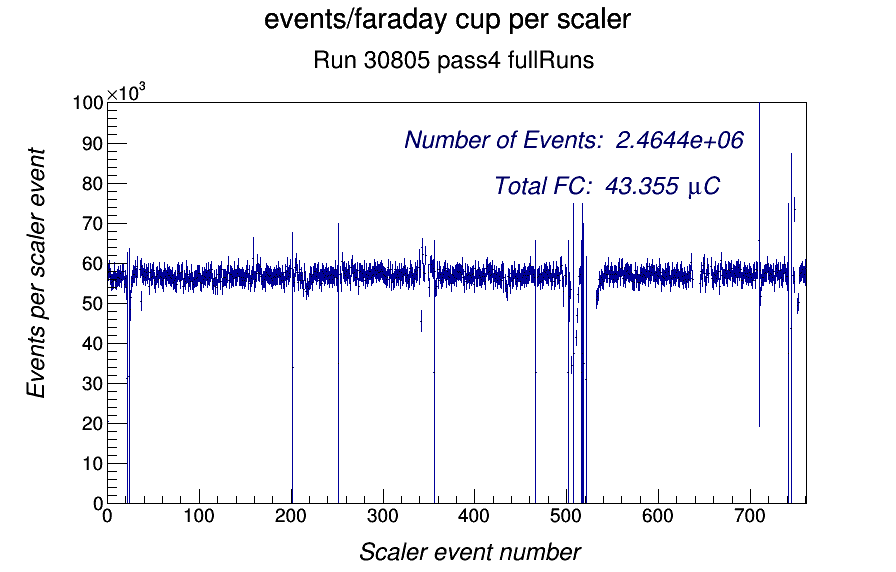 events/faraday cup per scaler
Run 30805 pass4 fullRuns
×10³
100
90
80
70
60
50
40
30
20
10
0
Events per scaler event
Number of Events: 2.4644e+06
Total FC: 43.355 μC
0 100 200 300 400 500 600 700
Scaler event number